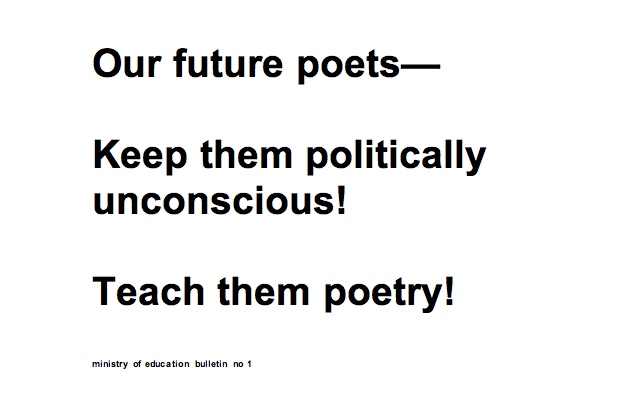 Our future poets—
Keep them politically
unconscious!
Teach them poetry!
ministry of education bulletin no 1